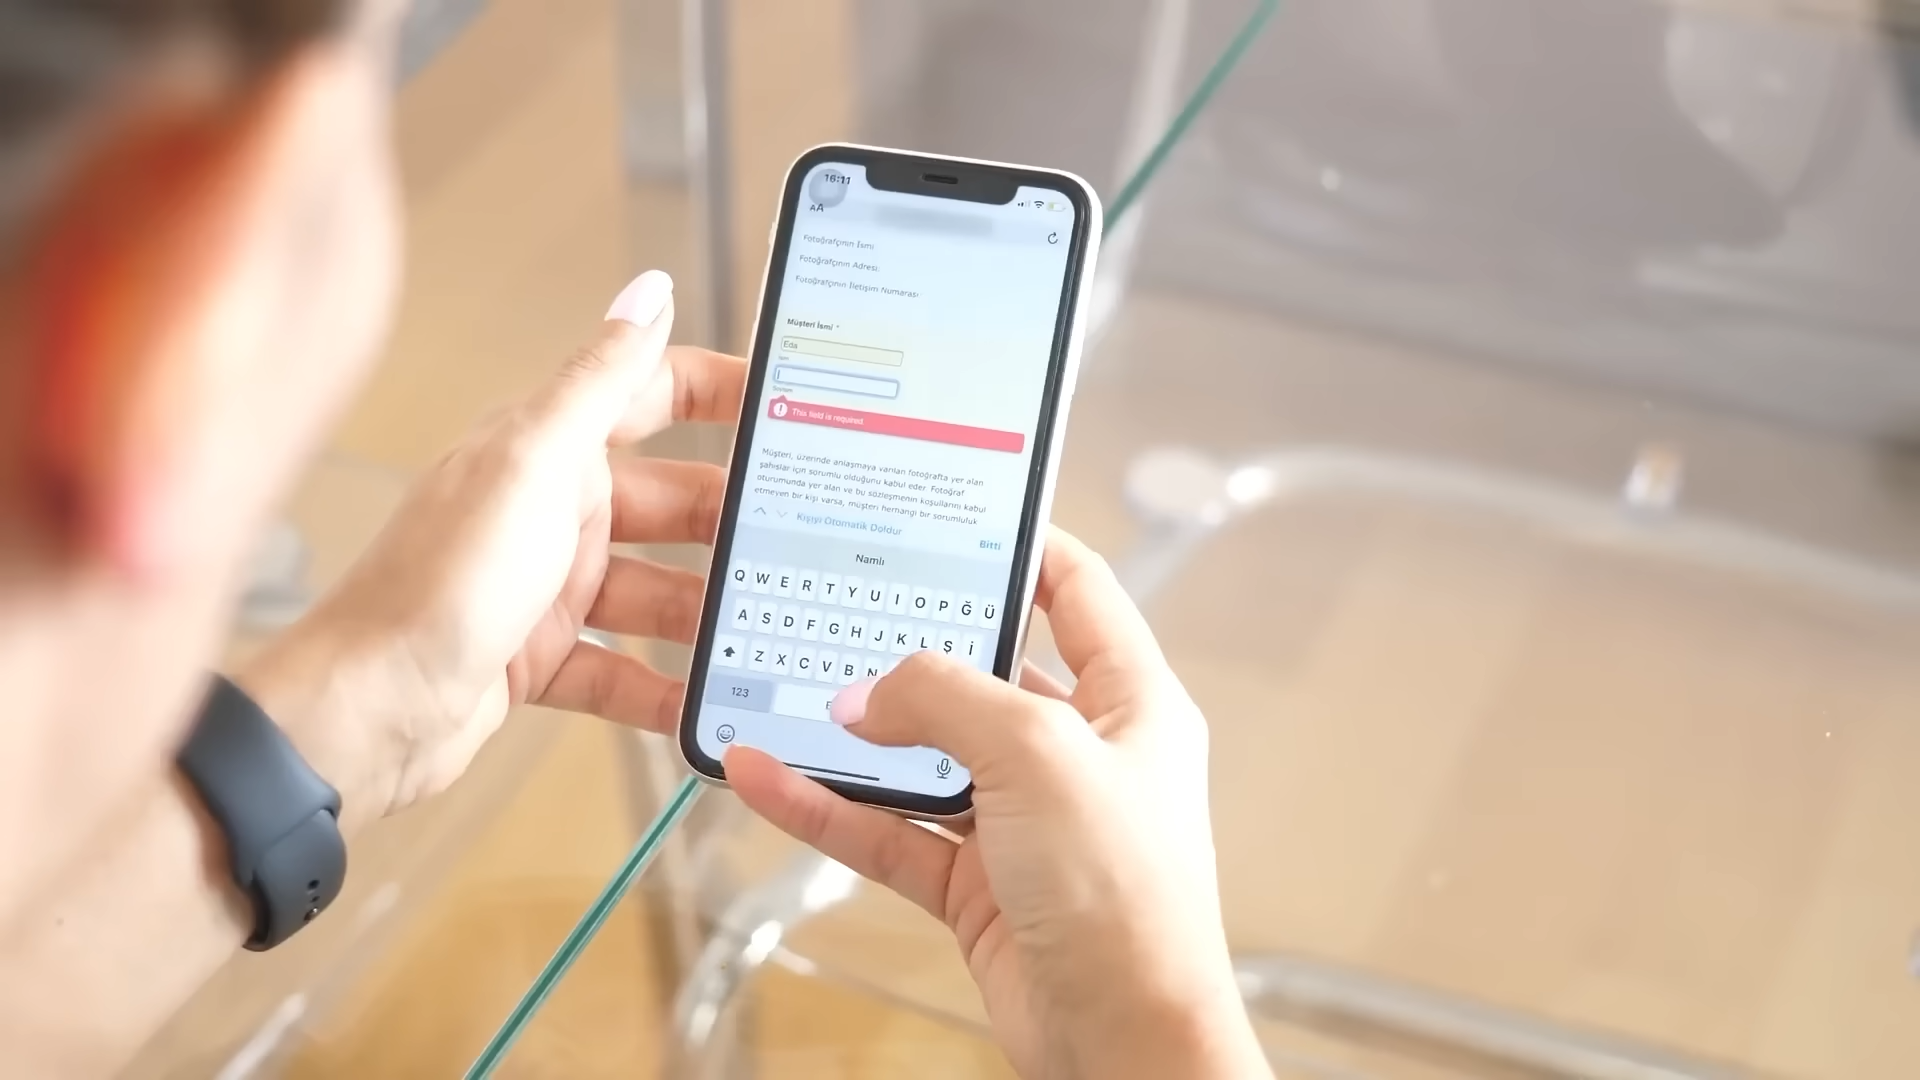 16:11
AA
Fotoğrafçının İsmi
Fotoğrafçının Adresi:
Fotoğrafçının İletişim Numarası
Müşteri İsmi *
Eda
İsim
Soyisim
! This field is required.
Müşteri, üzerinde anlaşmaya varılan fotoğrafta yer alan
şahıslar için sorumlu olduğunu kabul eder. Fotoğraf
oturumunda yer alan ve bu sözleşmenin koşullarını kabul
etmeyen bir kişi varsa, müşteri herhangi bir sorumluluk
Kişiyi Otomatik Doldur
Bitti
Namlı
Q W E R T Y U I O P Ğ Ü
A S D F G H J K L Ş İ
Z X C V B N
123